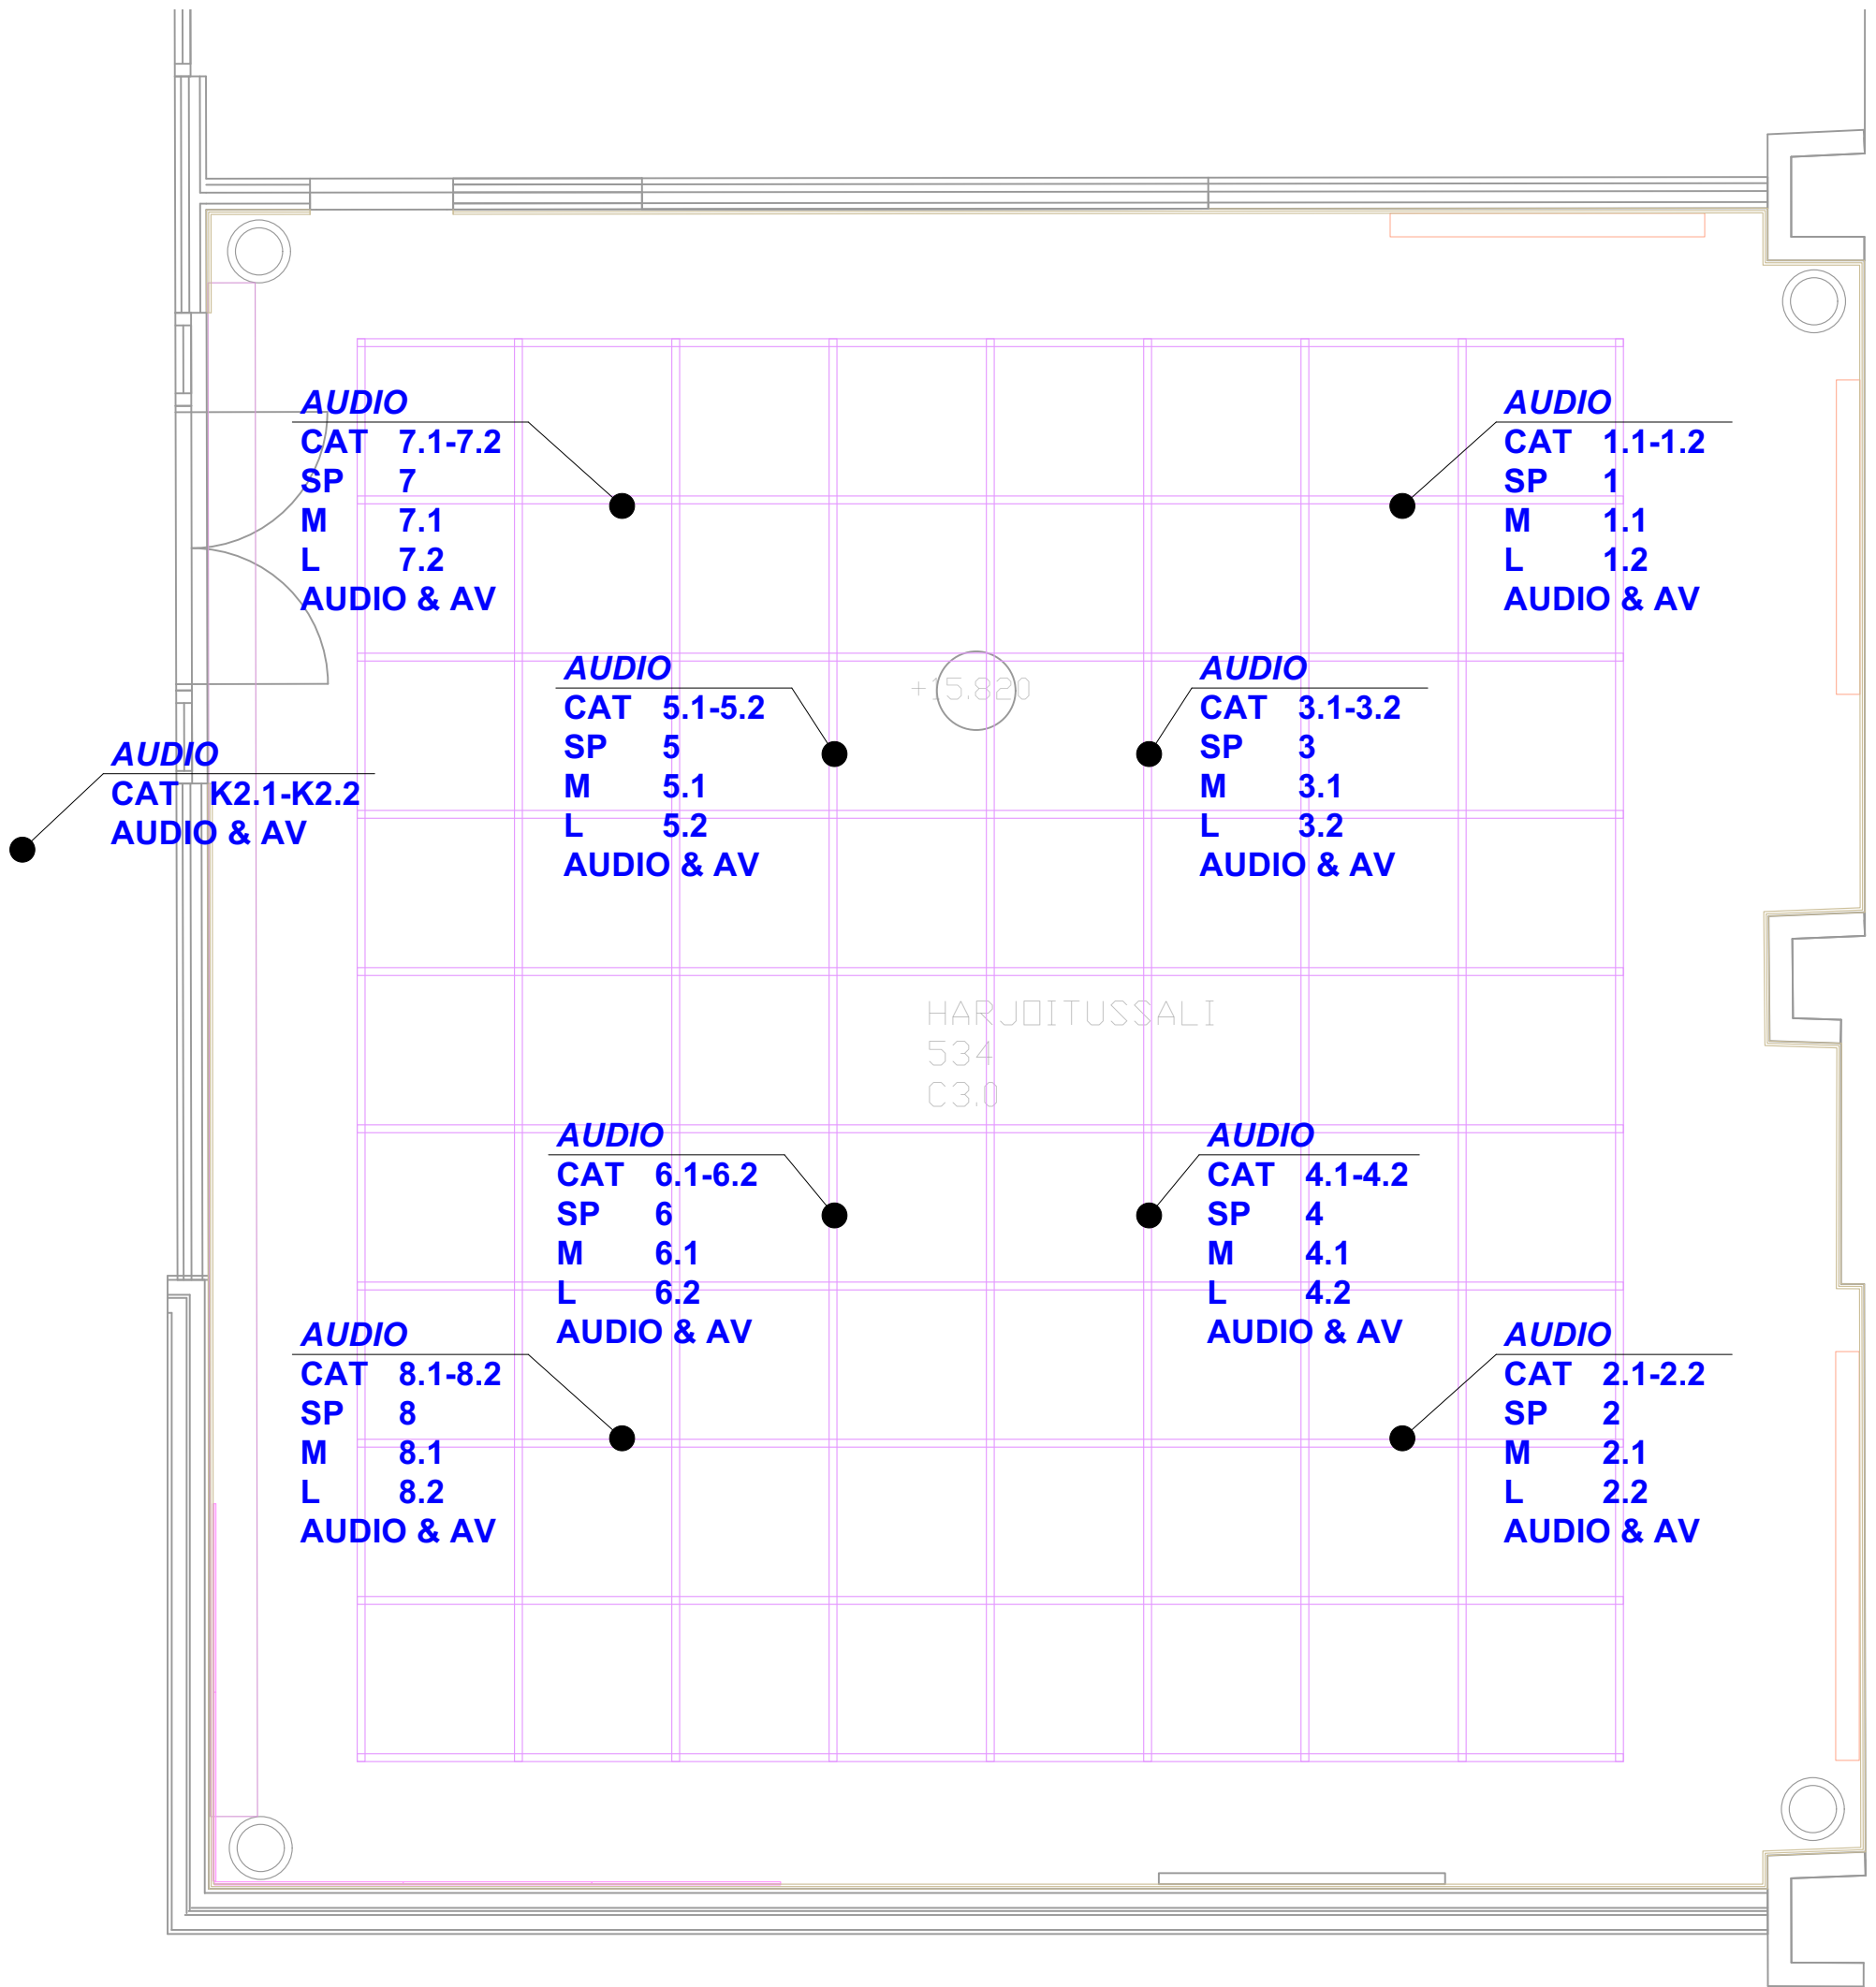 AUDIO
CAT 7.1-7.2
SP 7
M 7.1
L 7.2
AUDIO & AV
AUDIO
CAT 1.1-1.2
SP 1
M 1.1
L 1.2
AUDIO & AV
AUDIO
CAT 5.1-5.2
SP 5
M 5.1
L 5.2
AUDIO & AV
+15.820
AUDIO
CAT 3.1-3.2
SP 3
M 3.1
L 3.2
AUDIO & AV
AUDIO
CAT K2.1-K2.2
AUDIO & AV
HARJOITUSSALI
534
C3.0
AUDIO
CAT 6.1-6.2
SP 6
M 6.1
L 6.2
AUDIO & AV
AUDIO
CAT 4.1-4.2
SP 4
M 4.1
L 4.2
AUDIO & AV
AUDIO
CAT 8.1-8.2
SP 8
M 8.1
L 8.2
AUDIO & AV
AUDIO
CAT 2.1-2.2
SP 2
M 2.1
L 2.2
AUDIO & AV